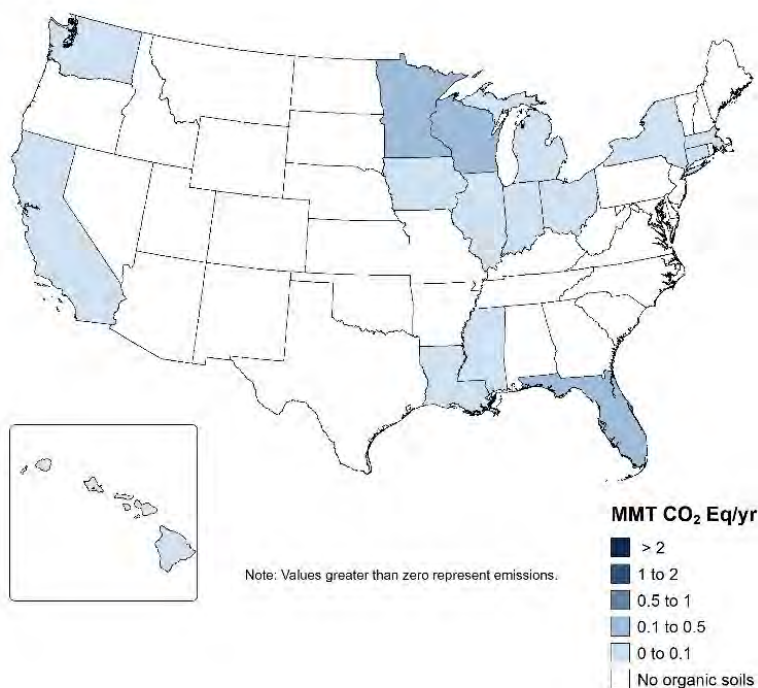 Note: Values greater than zero represent emissions.
MMT CO₂ Eq/yr
> 2
1 to 2
0.5 to 1
0.1 to 0.5
0 to 0.1
No organic soils